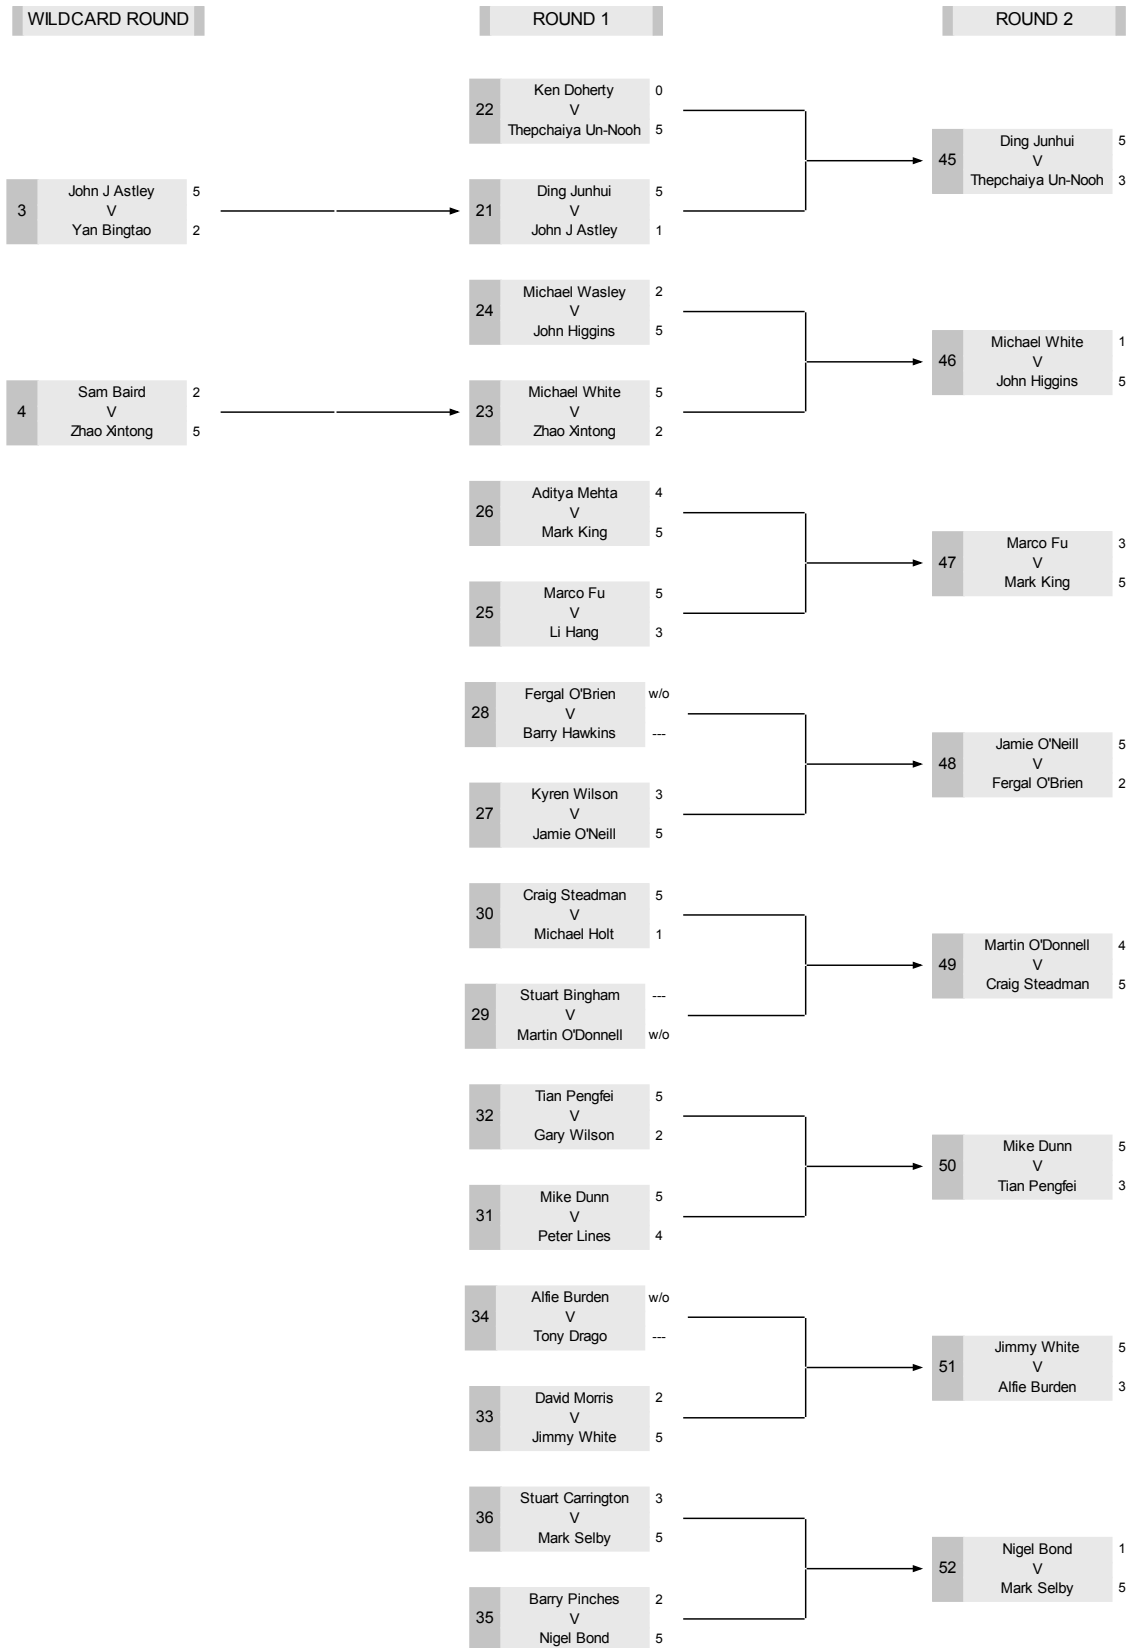 WILDCARD ROUND
ROUND 1
ROUND 2
22
Ken Doherty 0
V
Thepchaiya Un-Nooh 5
45
Ding Junhui 5
V
Thepchaiya Un-Nooh 3
3
John J Astley 5
V
Yan Bingtao 2
21
Ding Junhui 5
V
John J Astley 1
24
Michael Wasley 2
V
John Higgins 5
46
Michael White 1
V
John Higgins 5
4
Sam Baird 2
V
Zhao Xintong 5
23
Michael White 5
V
Zhao Xintong 2
26
Aditya Mehta 4
V
Mark King 5
47
Marco Fu 3
V
Mark King 5
25
Marco Fu 5
V
Li Hang 3
28
Fergal O'Brien w/o
V
Barry Hawkins ---
48
Jamie O'Neill 5
V
Fergal O'Brien 2
27
Kyren Wilson 3
V
Jamie O'Neill 5
30
Craig Steadman 5
V
Michael Holt 1
49
Martin O'Donnell 4
V
Craig Steadman 5
29
Stuart Bingham ---
V
Martin O'Donnell w/o
32
Tian Pengfei 5
V
Gary Wilson 2
50
Mike Dunn 5
V
Tian Pengfei 3
31
Mike Dunn 5
V
Peter Lines 4
34
Alfie Burden w/o
V
Tony Drago ---
51
Jimmy White 5
V
Alfie Burden 3
33
David Morris 2
V
Jimmy White 5
36
Stuart Carrington 3
V
Mark Selby 5
52
Nigel Bond 1
V
Mark Selby 5
35
Barry Pinches 2
V
Nigel Bond 5